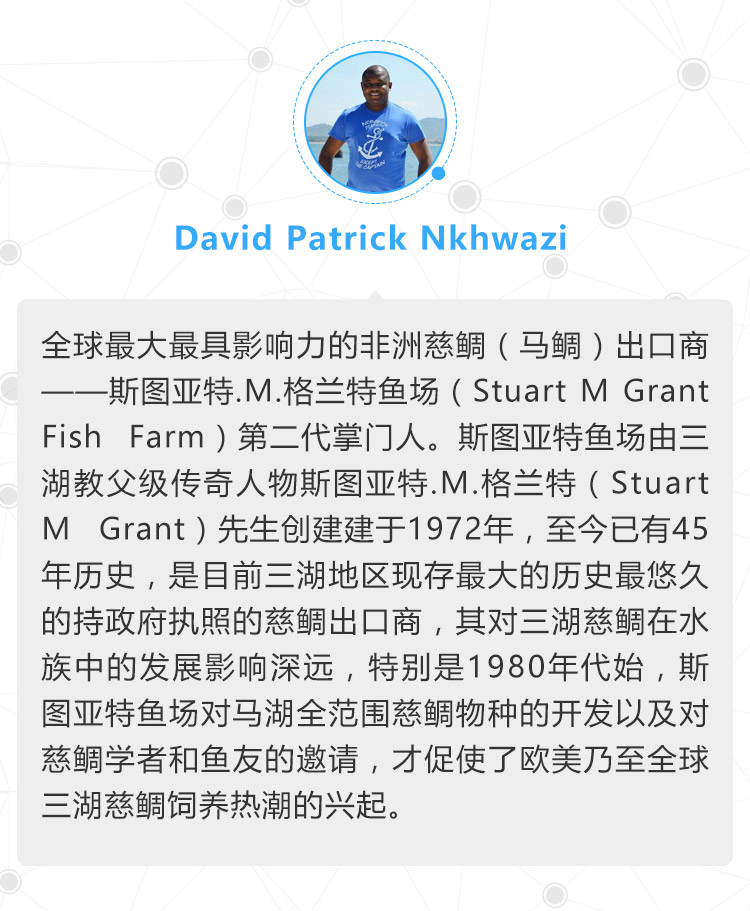 NOBODY IS PERFECT
EXCEPT THE CAPTAIN
David Patrick Nkhwazi
全球最大最具影响力的非洲慈鲷（马鲷）出口商
——斯图亚特.M.格兰特鱼场（Stuart M Grant
Fish Farm）第二代掌门人。斯图亚特鱼场由三
湖教父级传奇人物斯图亚特.M.格兰特（Stuart
M Grant）先生创建建于1972年，至今已有45
年历史，是目前三湖地区现存最大的历史最悠久
的持政府执照的慈鲷出口商，其对三湖慈鲷在水
族中的发展影响深远，特别是1980年代始，斯
图亚特鱼场对马湖全范围慈鲷物种的开发以及对
慈鲷学者和鱼友的邀请，才促使了欧美乃至全球
三湖慈鲷饲养热潮的兴起。